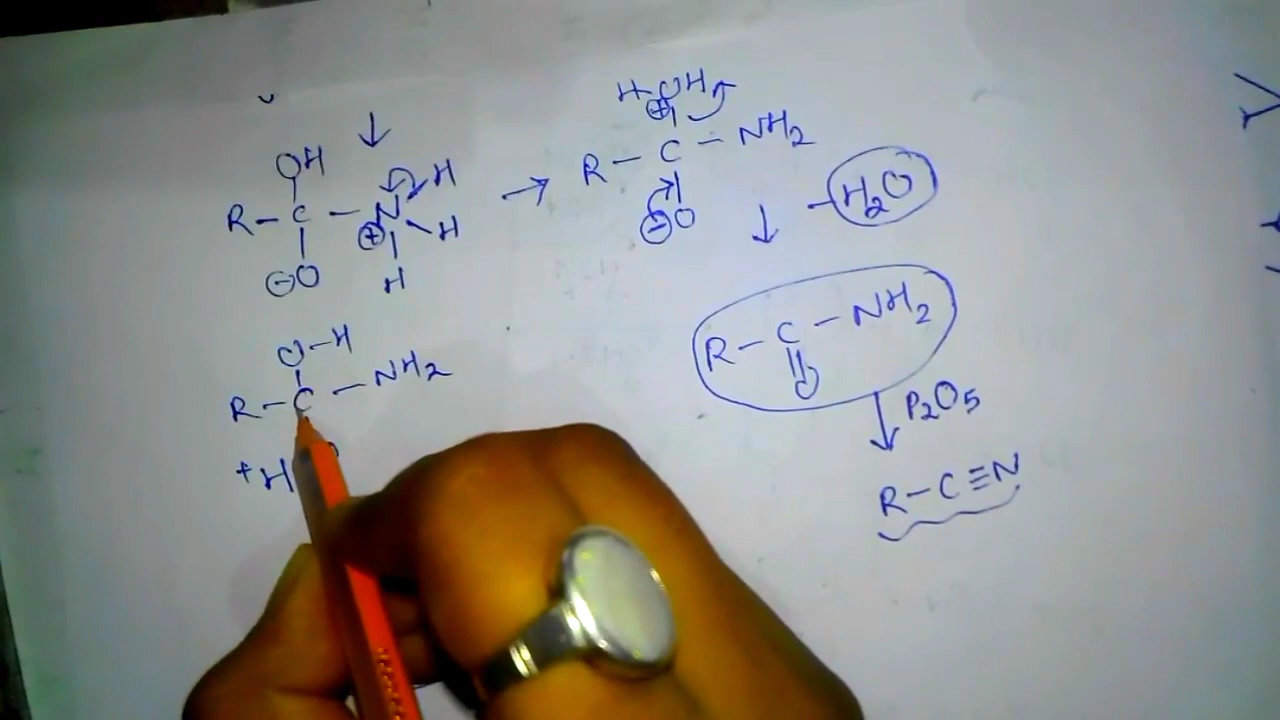 OH
R-C-N H
⊕ H
⊖O H
→
H OH
⊕
R-C-NH2
⊖O
-H2O
R-C-NH2
O
P2O5
R-C≡N
O-H
R-C-NH2
+H